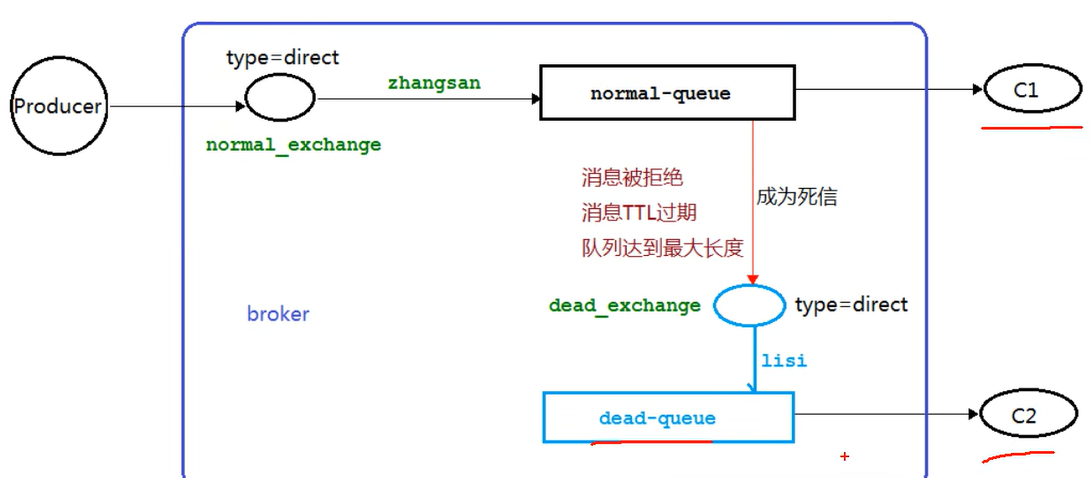 type=direct
Producer
zhangsan
normal_exchange
normal-queue
C1
消息被拒绝
消息TTL过期
队列达到最大长度
成为死信
broker
dead_exchange
type=direct
lisi
dead-queue
C2